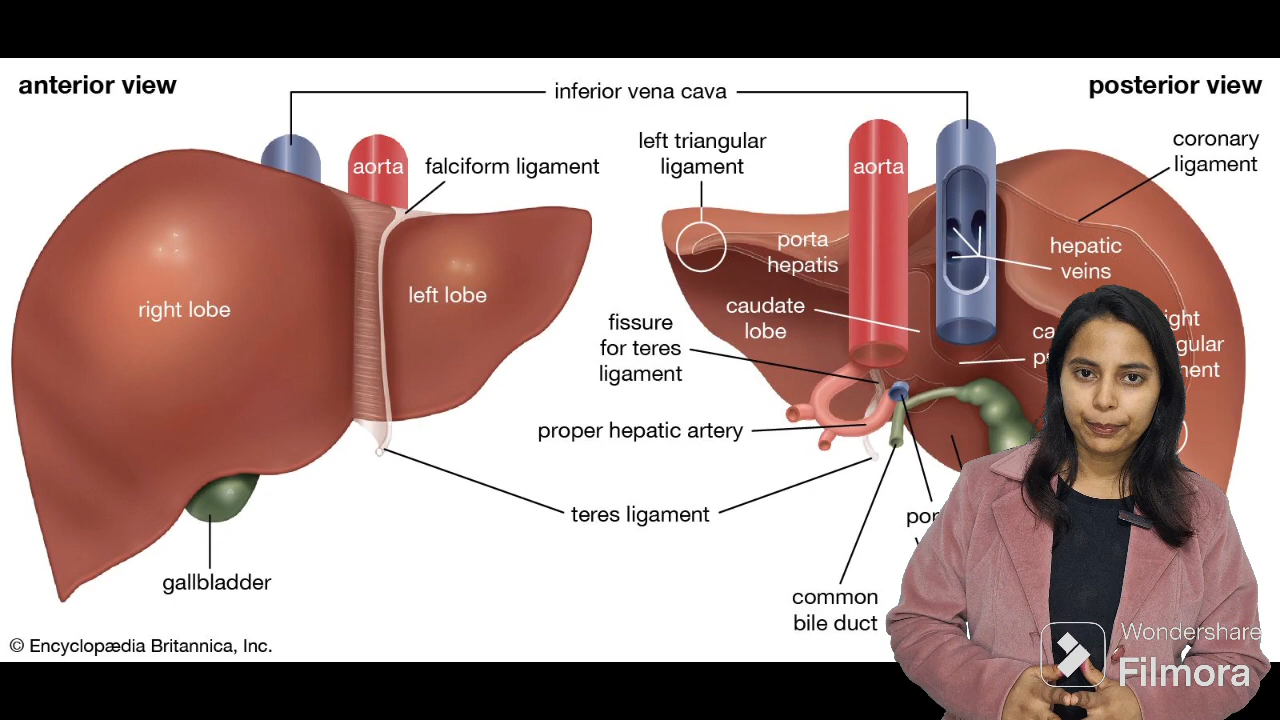 anterior view
inferior vena cava
posterior view
aorta
falciform ligament
left triangular
ligament
aorta
coronary
ligament
porta
hepatis
hepatic
veins
right lobe
left lobe
caudate
lobe
fissure
for teres
ligament
proper hepatic artery
teres ligament
gallbladder
common
bile duct
© Encyclopædia Britannica, Inc.
Wondershare
Filmora